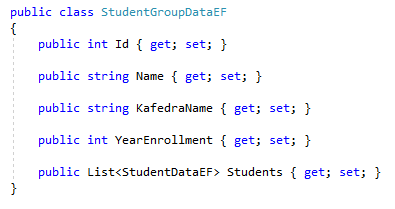 public class StudentGroupDataEF
{
public int Id { get; set; }
public string Name { get; set; }
public string KafedraName { get; set; }
public int YearEnrollment { get; set; }
public List<StudentDataEF> Students { get; set; }
}